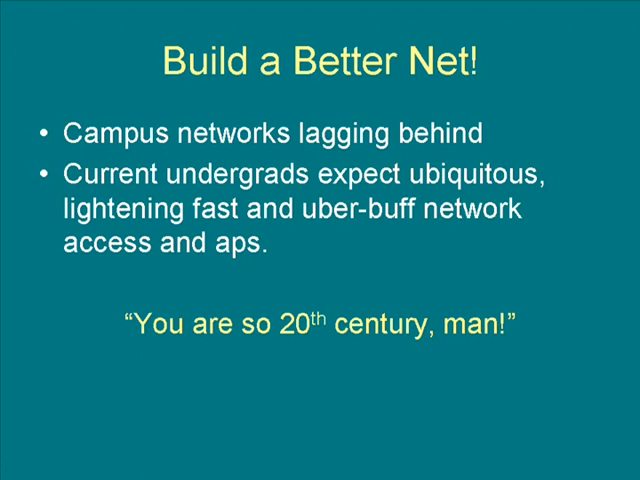 Build a Better Net!
• Campus networks lagging behind
• Current undergrads expect ubiquitous,
lightening fast and uber-buff network
access and aps.
“You are so 20th century, man!”